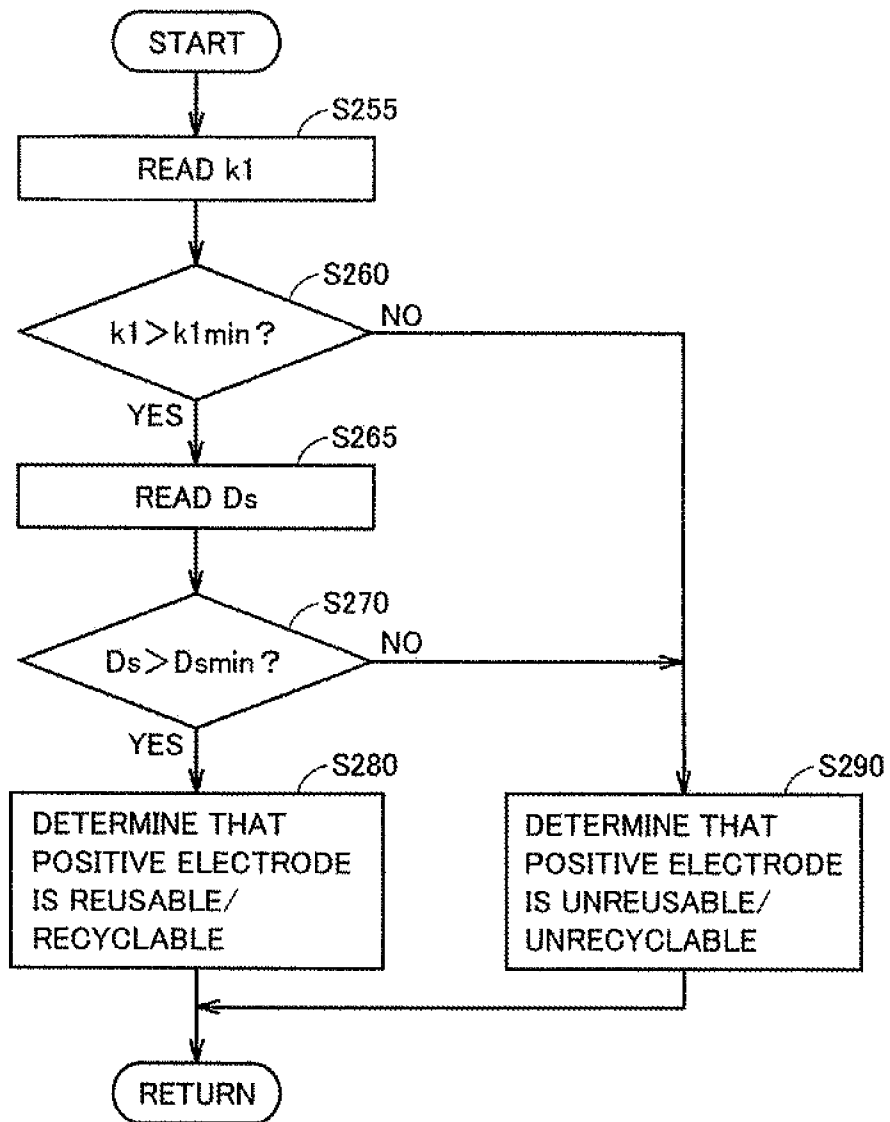 START
S255
READ k1
S260
k1>k1min?
NO
YES
S265
READ Ds
S270
Ds>Dsmin?
NO
YES
S280
DETERMINE THAT
POSITIVE ELECTRODE
IS REUSABLE/
RECYCLABLE
S290
DETERMINE THAT
POSITIVE ELECTRODE
IS UNREUSABLE/
UNRECYCLABLE
RETURN